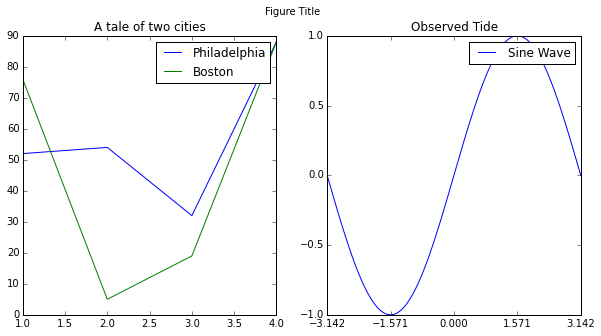 Figure Title
A tale of two cities
90
80
70
60
50
40
30
20
10
0
1.0 1.5 2.0 2.5 3.0 3.5 4.0
Philadelphia
Boston
Observed Tide
1.0
0.5
0.0
−0.5
−1.0
−3.142 −1.571 0.000 1.571 3.142
Sine Wave